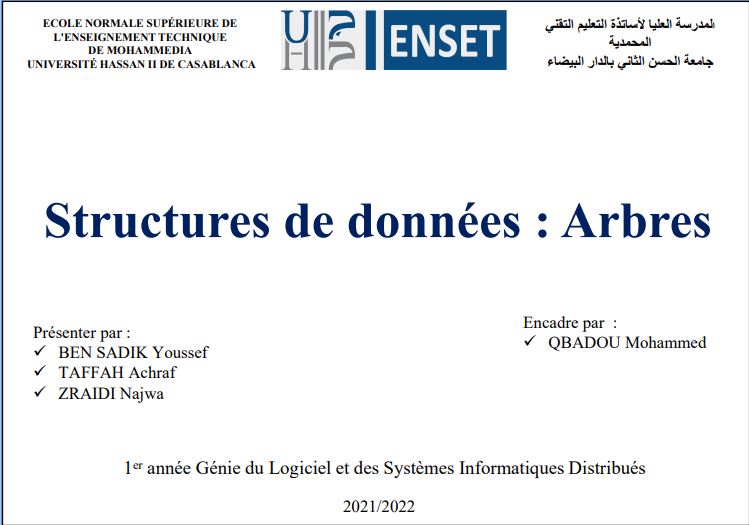 ECOLE NORMALE SUPÉRIEURE DE
L'ENSEIGNEMENT TECHNIQUE
DE MOHAMMEDIA
UNIVERSITÉ HASSAN II DE CASABLANCA
ENSET
المدرسة العليا لأساتذة التعليم التقني
المحمدية
جامعة الحسن الثاني بالدار البيضاء
Structures de données : Arbres
Présenter par :
✓ BEN SADIK Youssef
✓ TAFFAH Achraf
✓ ZRAIDI Najwa
Encadre par :
✓ QBADOU Mohammed
1er année Génie du Logiciel et des Systèmes Informatiques Distribués
2021/2022